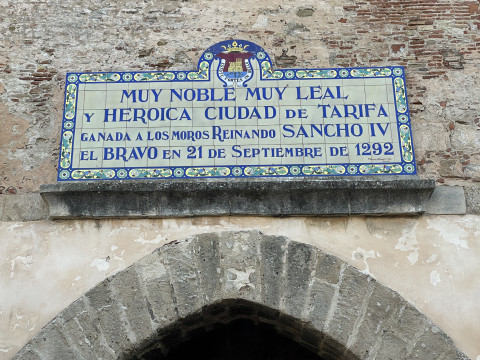 MUY NOBLE MUY LEAL
Y HEROICA CIUDAD DE TARIFA
GANADA A LOS MOROS REINANDO SANCHO IV
EL BRAVO EN 21 DE SEPTIEMBRE DE 1292